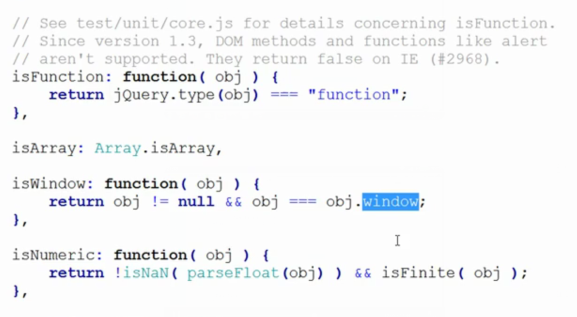 // See test/unit/core.js for details concerning isFunction.
// Since version 1.3, DOM methods and functions like alert
// aren't supported. They return false on IE (#2968).
isFunction: function( obj ) {
    return jQuery.type(obj) === "function";
},

isArray: Array.isArray,

isWindow: function( obj ) {
    return obj != null && obj === obj.window;
},

isNumeric: function( obj ) {
    return !isNaN( parseFloat(obj) ) && isFinite( obj );
},